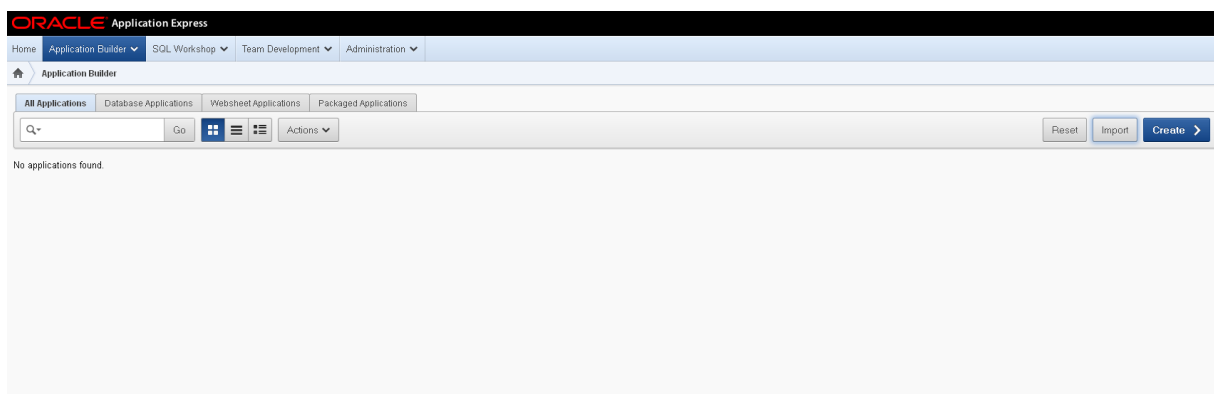 ORACLE Application Express
Home Application Builder SQL Workshop Team Development Administration
Application Builder
All Applications Database Applications Websheet Applications Packaged Applications
Go Actions Reset Import Create
No applications found.